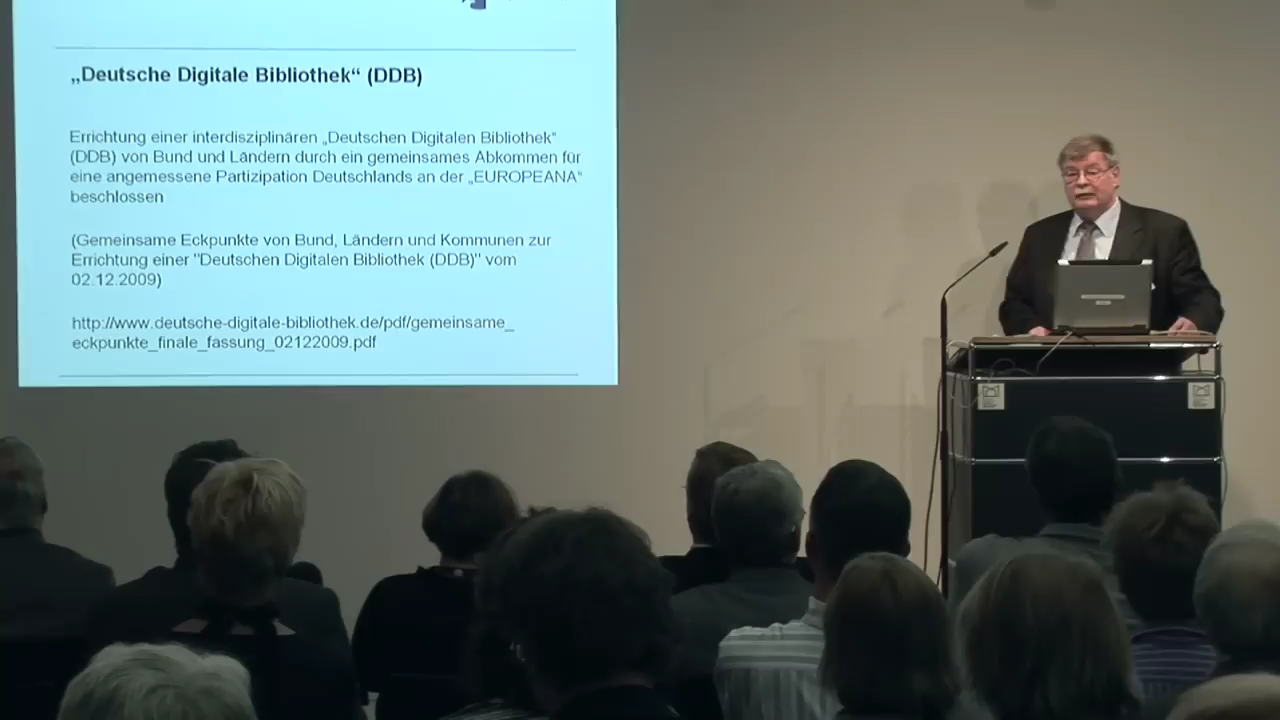 „Deutsche Digitale Bibliothek“ (DDB)
Errichtung einer interdisziplinären „Deutschen Digitalen Bibliothek“
(DDB) von Bund und Ländern durch ein gemeinsames Abkommen für
eine angemessene Partizipation Deutschlands an der „EUROPEANA“
beschlossen
(Gemeinsame Eckpunkte von Bund, Ländern und Kommunen zur
Errichtung einer "Deutschen Digitalen Bibliothek (DDB)" vom
02.12.2009)
http://www.deutsche-digitale-bibliothek.de/pdf/gemeinsame_
eckpunkte_finale_fassung_02122009.pdf